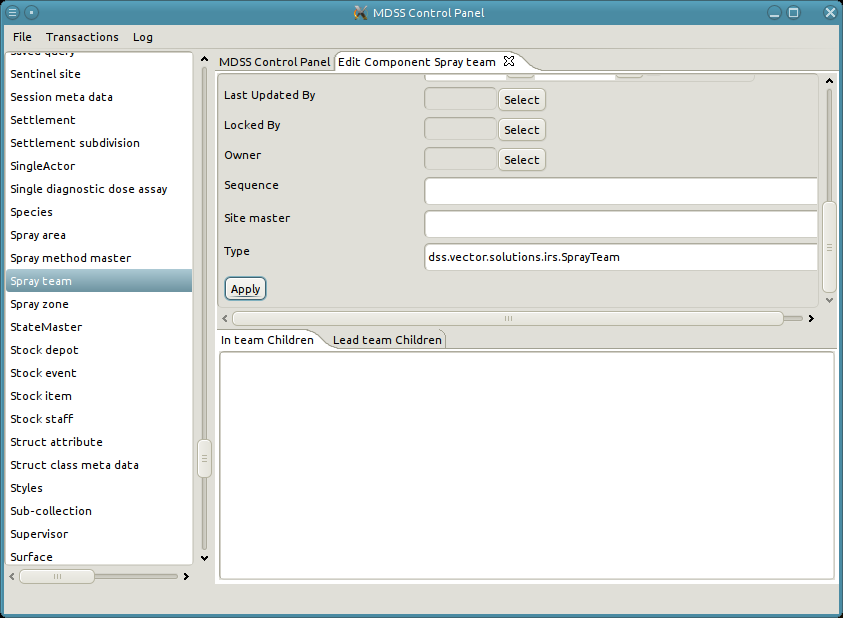 MDSS Control Panel
File Transactions Log
Saved query
Sentinel site
Session meta data
Settlement
Settlement subdivision
SingleActor
Single diagnostic dose assay
Species
Spray area
Spray method master
Spray team
Spray zone
StateMaster
Stock depot
Stock event
Stock item
Stock staff
Struct attribute
Struct class meta data
Styles
Sub-collection
Supervisor
Surface
MDSS Control Panel Edit Component Spray team
Last Updated By Select
Locked By Select
Owner Select
Sequence
Site master
Type dss.vector.solutions.irs.SprayTeam
Apply
In team Children Lead team Children